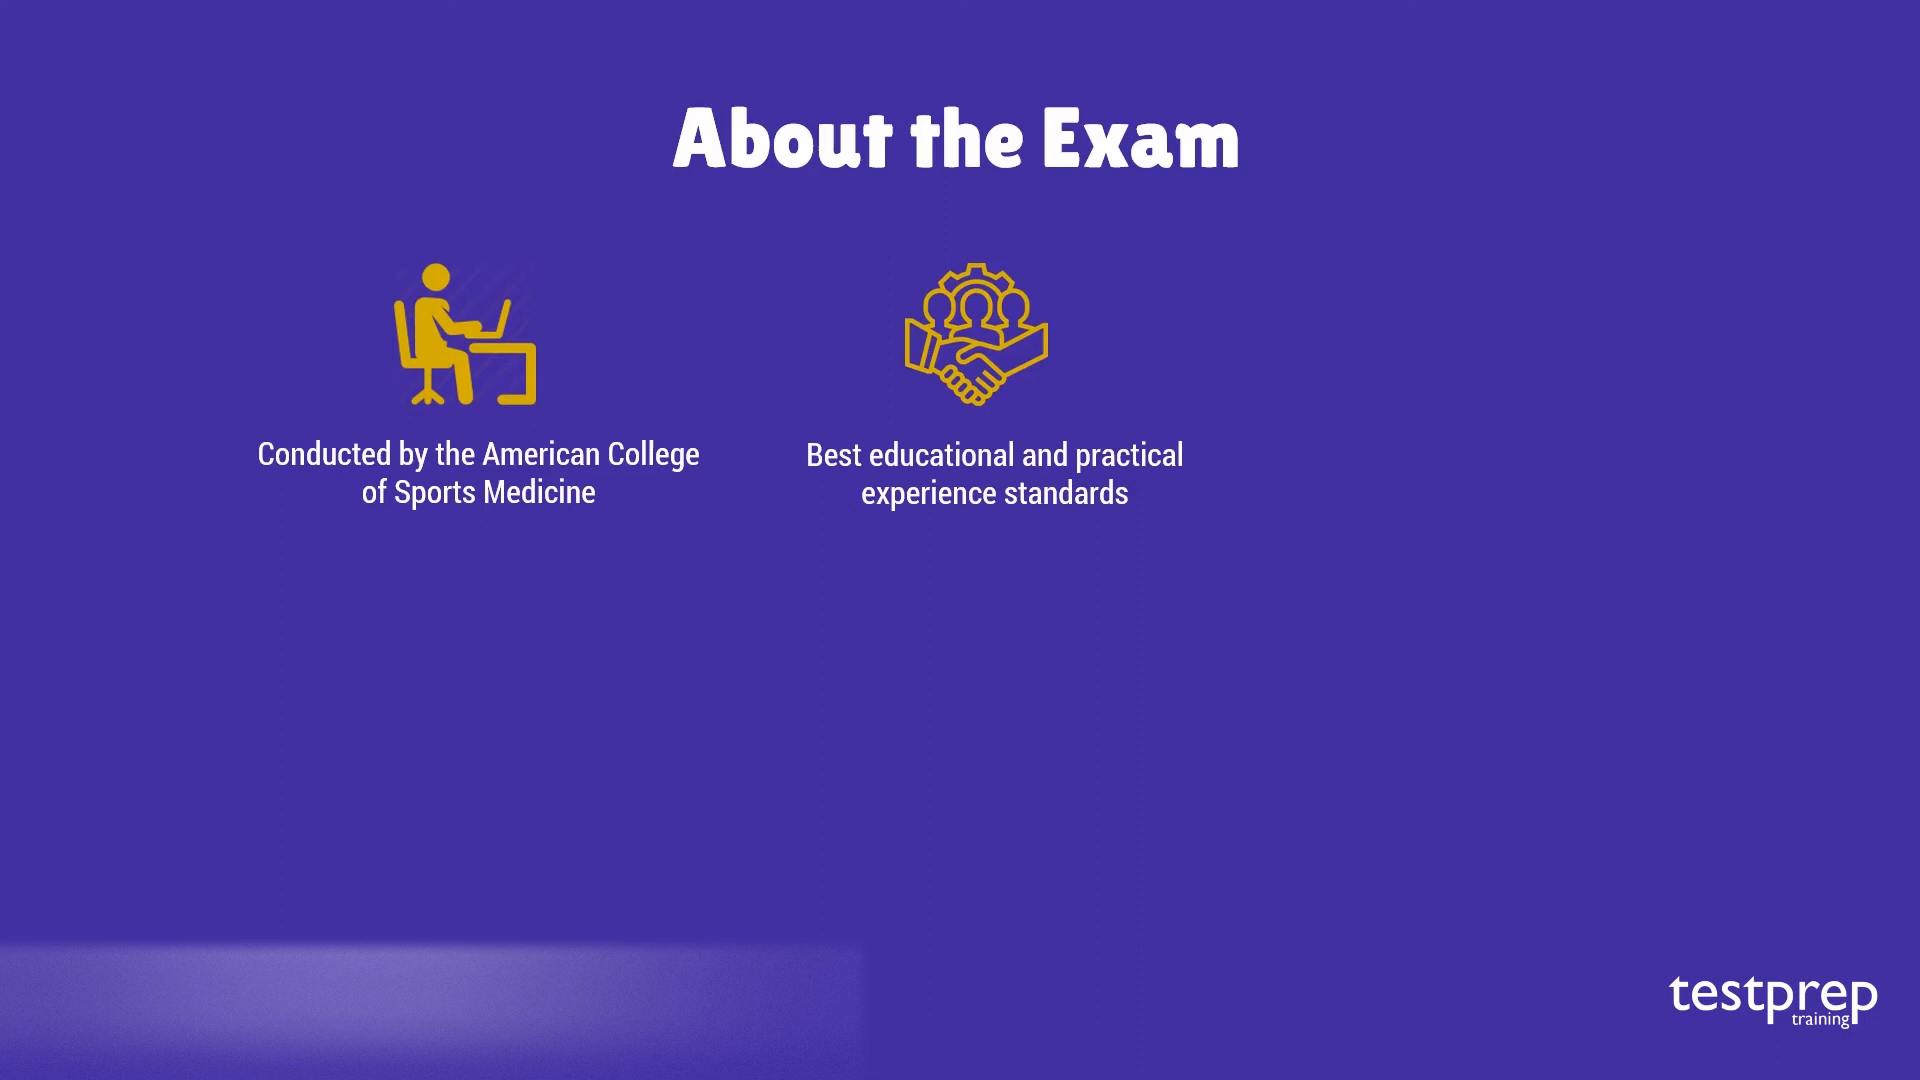 About the Exam
Conducted by the American College
of Sports Medicine
Best educational and practical
experience standards
testprep
training